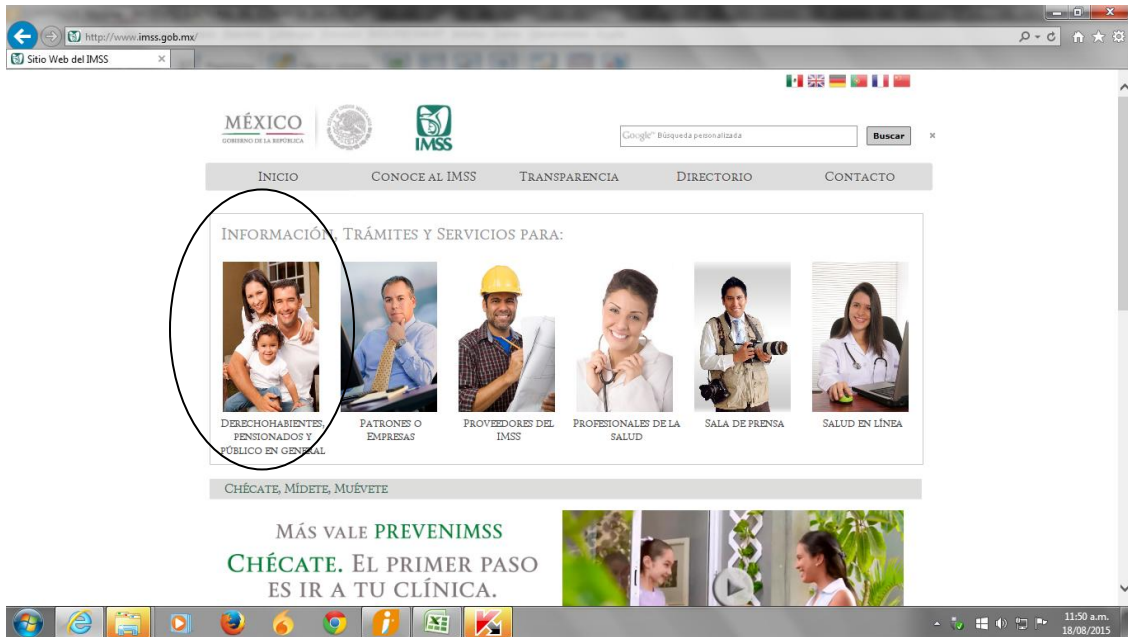 http://www.imss.gob.mx/
Sitio Web del IMSS
MÉXICO
GOBIERNO DE LA REPÚBLICA
IMSS
Google™ Búsqueda personalizada
Buscar
×
INICIO
CONOCE AL IMSS
TRANSPARENCIA
DIRECTORIO
CONTACTO
INFORMACIÓN, TRÁMITES Y SERVICIOS PARA:
DERECHOHABIENTES,
PENSIONADOS Y
PÚBLICO EN GENERAL
PATRONES O
EMPRESAS
PROVEEDORES DEL
IMSS
PROFESIONALES DE LA
SALUD
SALA DE PRENSA
SALUD EN LÍNEA
CHÉCATE, MÍDETE, MUÉVETE
MÁS VALE PREVENIMSS
CHÉCATE. EL PRIMER PASO
ES IR A TU CLÍNICA.
11:50 a.m.
18/08/2015